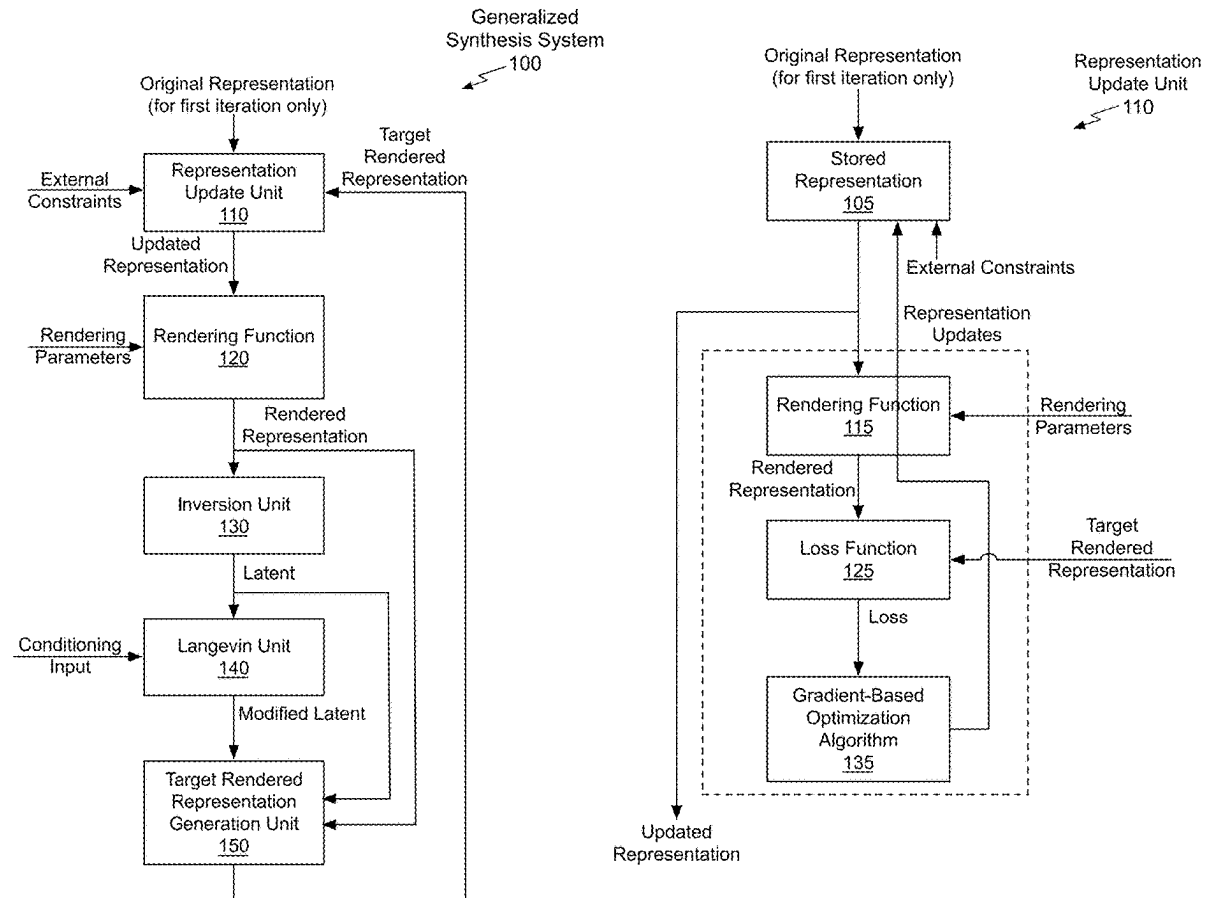 Generalized
Synthesis System
100
Original Representation
(for first iteration only)
Target
Rendered
Representation
External
Constraints
Representation
Update Unit
110
Updated
Representation
Rendering
Parameters
Rendering Function
120
Rendered
Representation
Inversion Unit
130
Latent
Conditioning
Input
Langevin Unit
140
Modified Latent
Target Rendered
Representation
Generation Unit
150
Original Representation
(for first iteration only)
Representation
Update Unit
110
Stored
Representation
105
External Constraints
Representation
Updates
Rendering Function
115
Rendering
Parameters
Rendered
Representation
Loss Function
125
Target
Rendered
Representation
Loss
Gradient-Based
Optimization
Algorithm
135
Updated
Representation